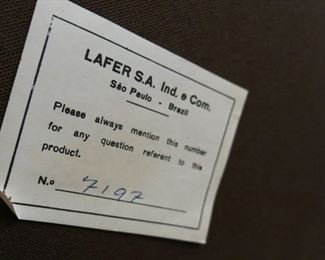 LAFER S.A. Ind. e Com.
São Paulo - Brazil
Please always mention this number
for any question referent to this
product.
N.o 7197